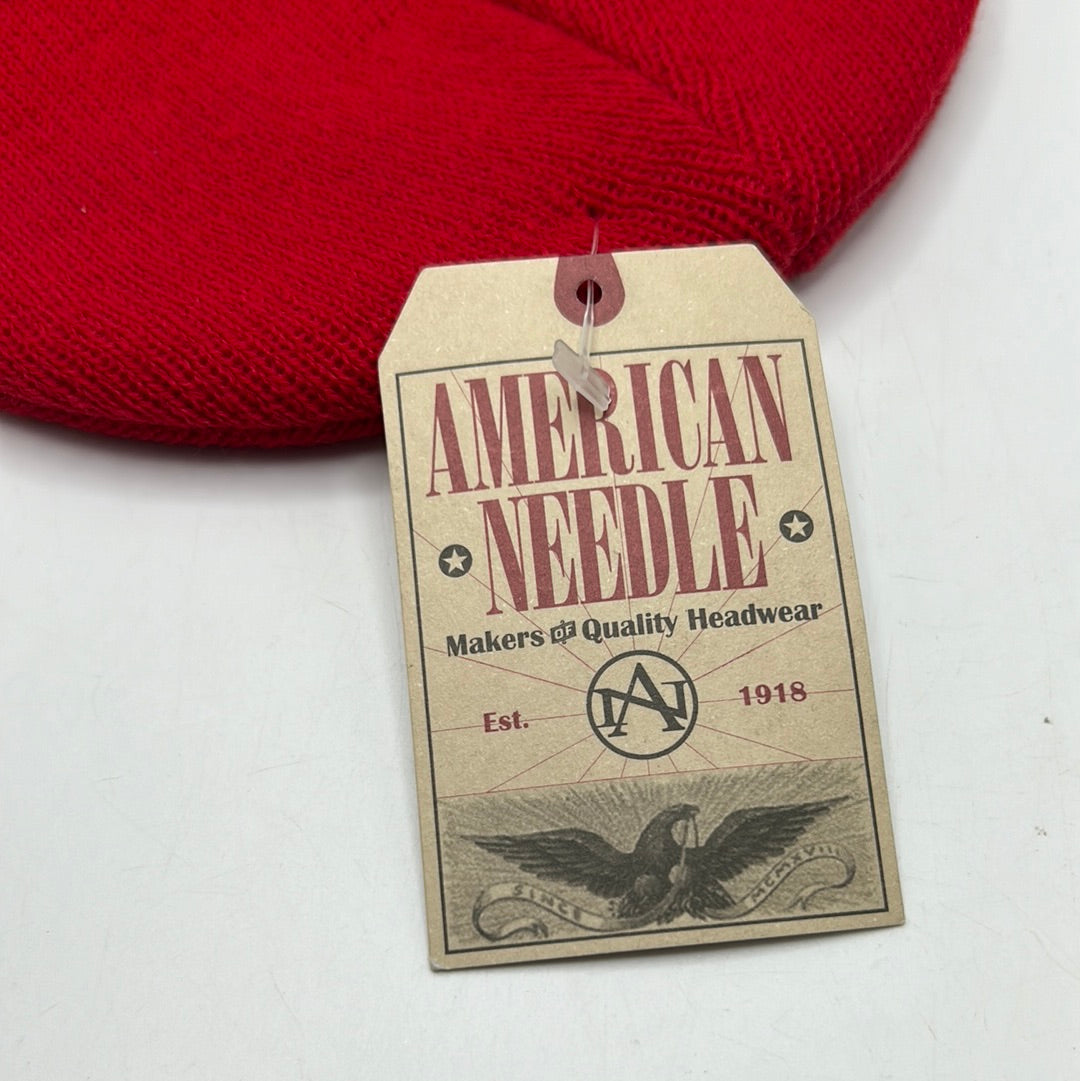 AMERICAN
NEEDLE
Makers OF Quality Headwear
AN
Est. 1918
SINCE MCMXVIII